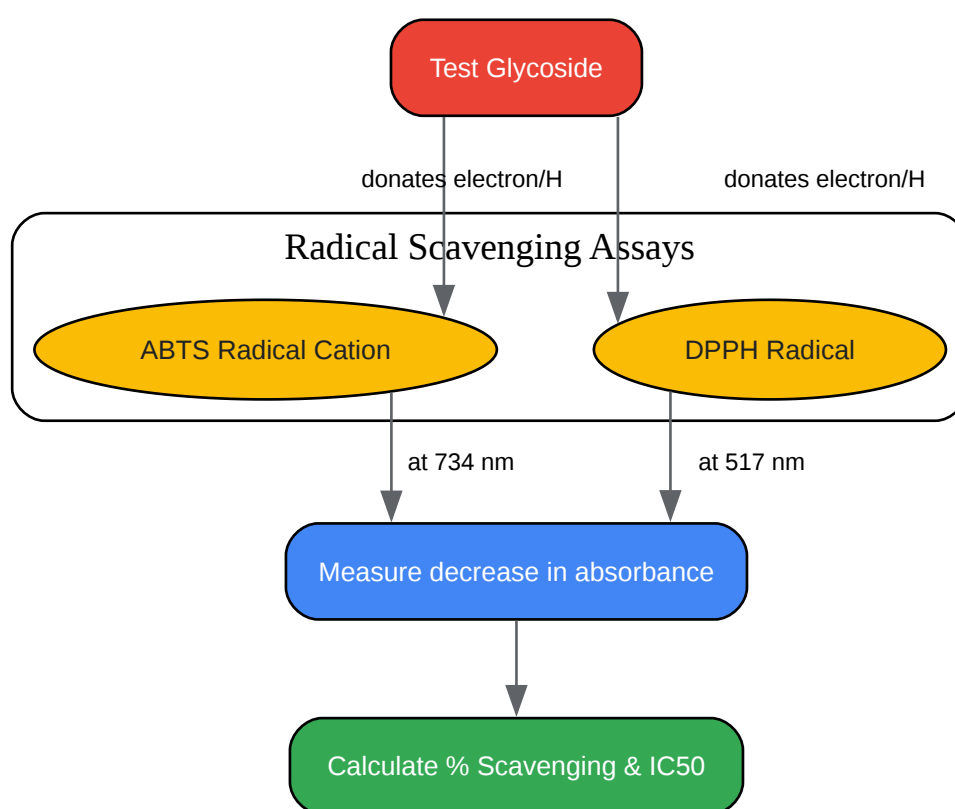 Test Glycoside
donates electron/H
donates electron/H
Radical Scavenging Assays
ABTS Radical Cation
DPPH Radical
at 734 nm
at 517 nm
Measure decrease in absorbance
Calculate % Scavenging & IC50